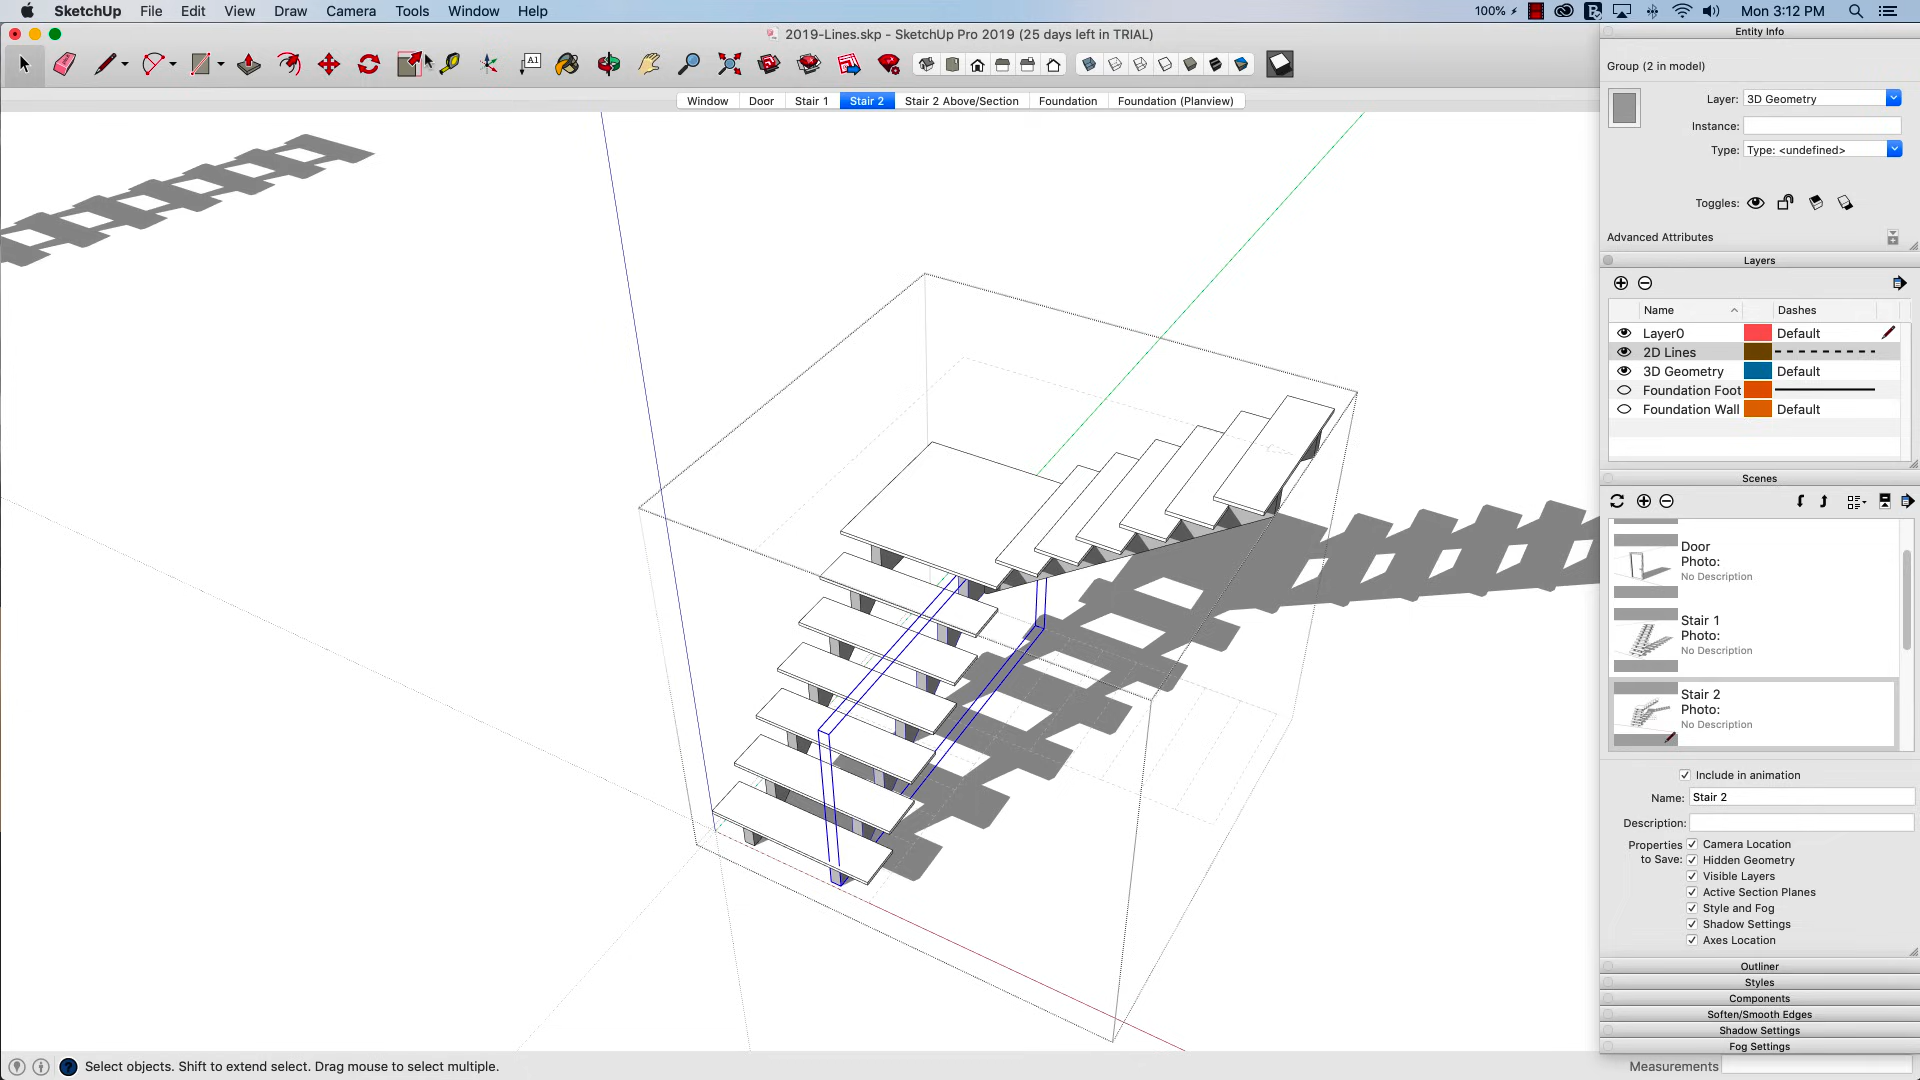 SketchUp File Edit View Draw Camera Tools Window Help
100% Mon 3:12 PM
2019-Lines.skp - SketchUp Pro 2019 (25 days left in TRIAL)
A1
Window Door Stair 1 Stair 2 Stair 2 Above/Section Foundation Foundation (Planview)
Entity Info
Group (2 in model)
Layer: 3D Geometry
Instance:
Type: Type: <undefined>
Toggles:
Advanced Attributes
Layers
Name Dashes
Layer0 Default
2D Lines
3D Geometry Default
Foundation Foot
Foundation Wall Default
Scenes
Door
Photo:
No Description
Stair 1
Photo:
No Description
Stair 2
Photo:
No Description
Include in animation
Name: Stair 2
Description:
Properties to Save:
Camera Location
Hidden Geometry
Visible Layers
Active Section Planes
Style and Fog
Shadow Settings
Axes Location
Outliner
Styles
Components
Soften/Smooth Edges
Shadow Settings
Fog Settings
Select objects. Shift to extend select. Drag mouse to select multiple.
Measurements